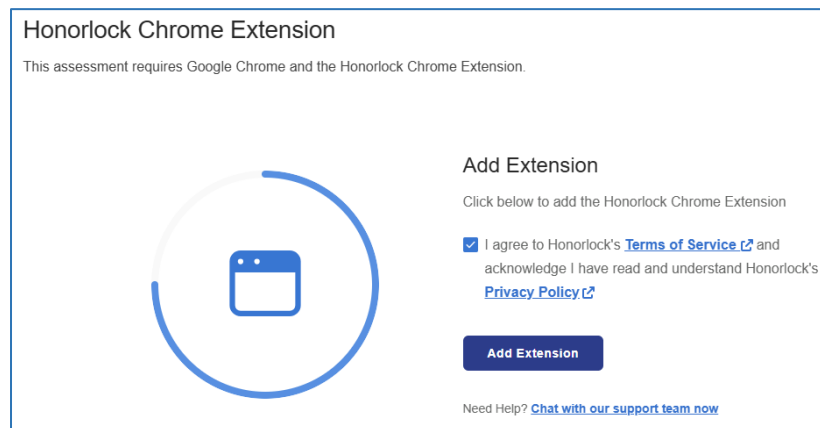 Honorlock Chrome Extension
This assessment requires Google Chrome and the Honorlock Chrome Extension.
Add Extension
Click below to add the Honorlock Chrome Extension
I agree to Honorlock's Terms of Service and
acknowledge I have read and understand Honorlock's
Privacy Policy
Add Extension
Need Help? Chat with our support team now